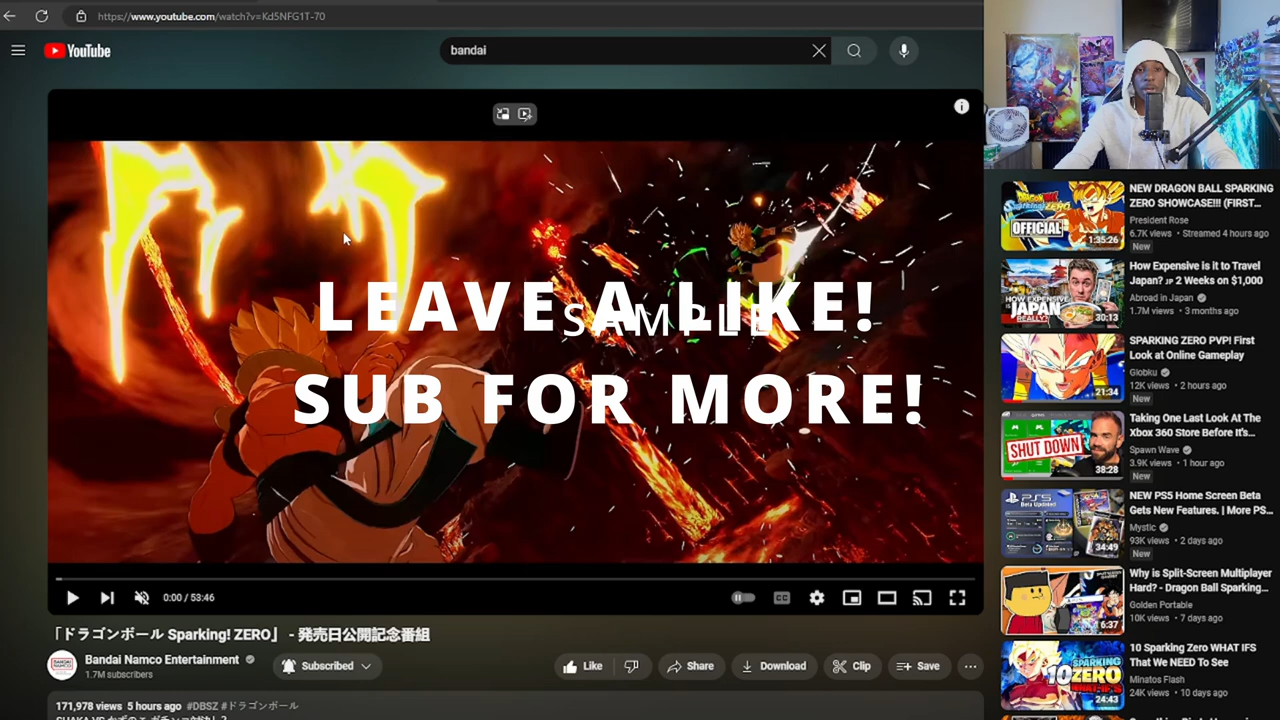 https://www.youtube.com/watch?v=Kd5NFG1T-70
YouTube
bandai
LEAVE A LIKE!
SAMPLE
SUB FOR MORE!
0:00 / 53:46
CC
「ドラゴンボール Sparking! ZERO」 - 発売日公開記念番組
BANDAI NAMCO
Bandai Namco Entertainment
1.7M subscribers
Subscribed
Like
Share
Download
Clip
Save
171,978 views 5 hours ago #DBSZ #ドラゴンボール
OFFICIAL
1:35:26
NEW DRAGON BALL SPARKING
ZERO SHOWCASE!!! (FIRST...
President Rose
6.7K views • Streamed 4 hours ago
New
HOW EXPENSIVE
IS JAPAN
REALLY?
30:13
How Expensive is it to Travel
Japan? JP 2 Weeks on $1,000
Abroad in Japan
1.7M views • 3 months ago
21:34
SPARKING ZERO PVP! First
Look at Online Gameplay
Globku
12K views • 2 hours ago
New
SHUT DOWN
38:28
Taking One Last Look At The
Xbox 360 Store Before It's...
Spawn Wave
3.9K views • 1 hour ago
New
PS5
Beta Updated
34:49
NEW PS5 Home Screen Beta
Gets New Features. | More PS...
Mystic
93K views • 2 days ago
New
6:37
Why is Split-Screen Multiplayer
Hard? - Dragon Ball Sparking...
Golden Portable
10K views • 7 days ago
SPARKING
10 ZERO
WHAT-IF'S
24:43
10 Sparking Zero WHAT IFS
That We NEED To See
Minatos Flash
24K views • 10 days ago